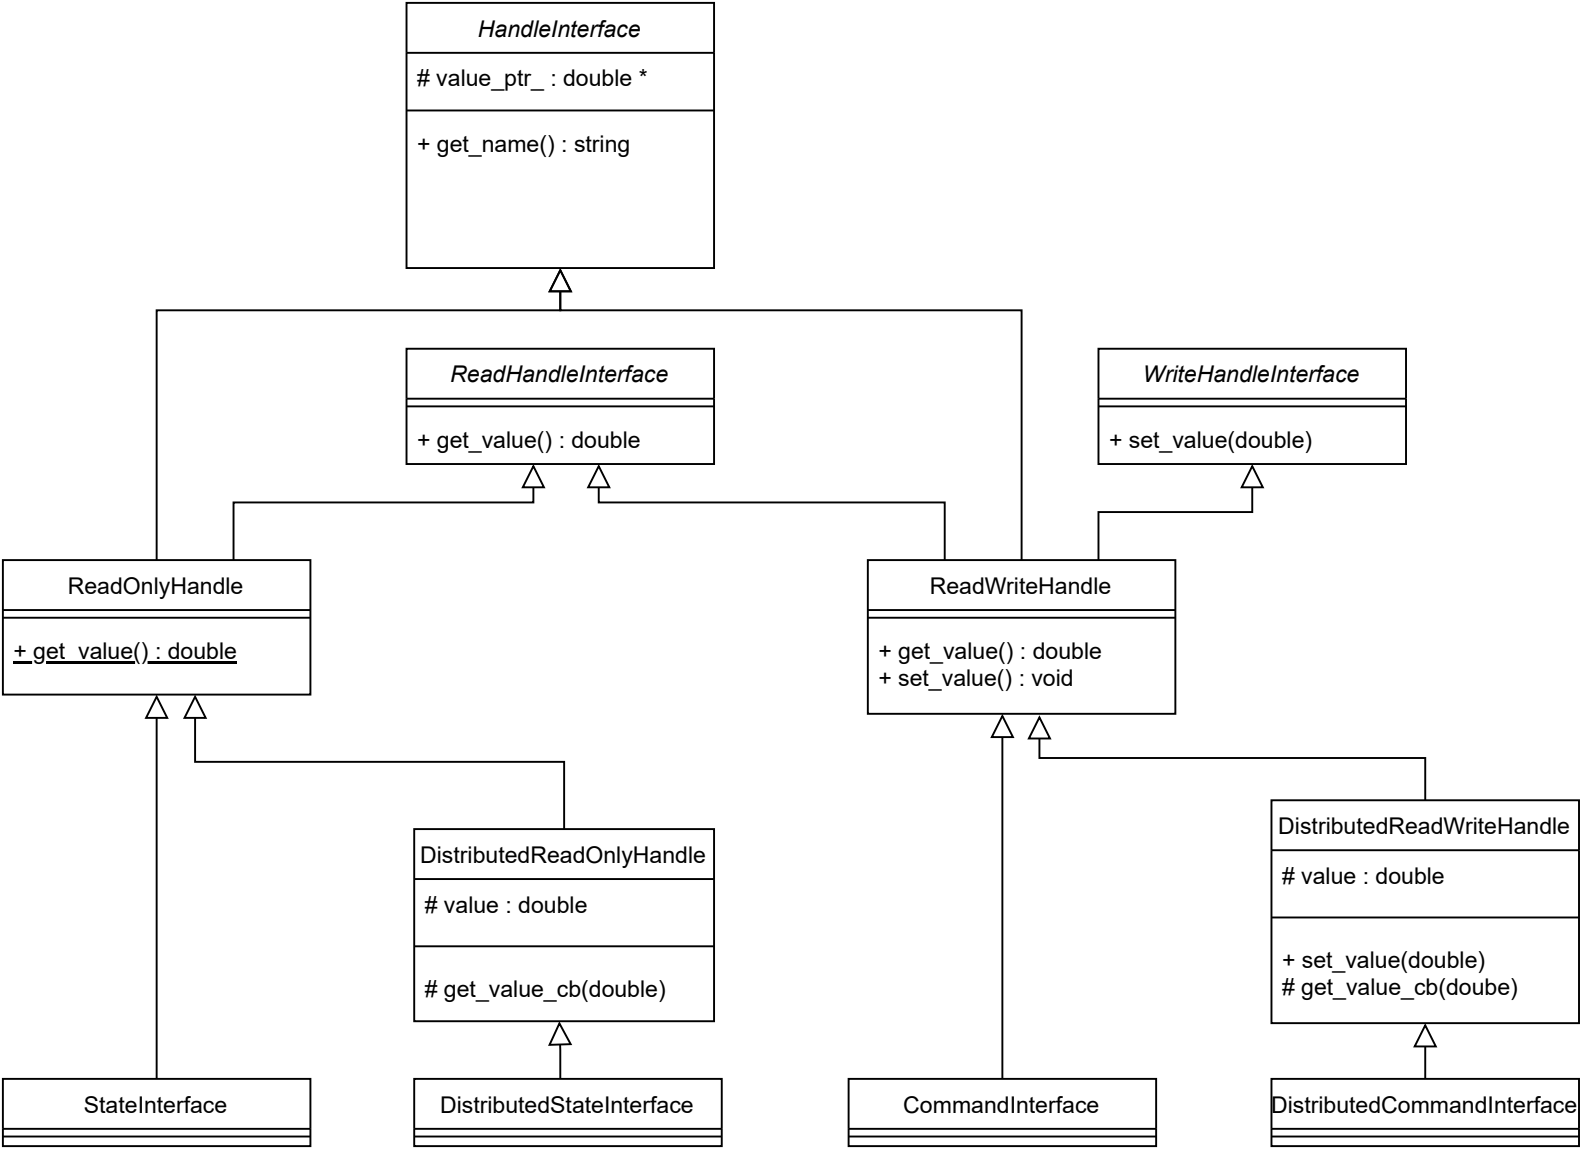 HandleInterface
# value_ptr_ : double *
+ get_name() : string
ReadHandleInterface
+ get_value() : double
WriteHandleInterface
+ set_value(double)
ReadOnlyHandle
+ get_value() : double
ReadWriteHandle
+ get_value() : double
+ set_value() : void
DistributedReadOnlyHandle
# value : double
# get_value_cb(double)
DistributedReadWriteHandle
# value : double
+ set_value(double)
# get_value_cb(doube)
StateInterface
DistributedStateInterface
CommandInterface
DistributedCommandInterface